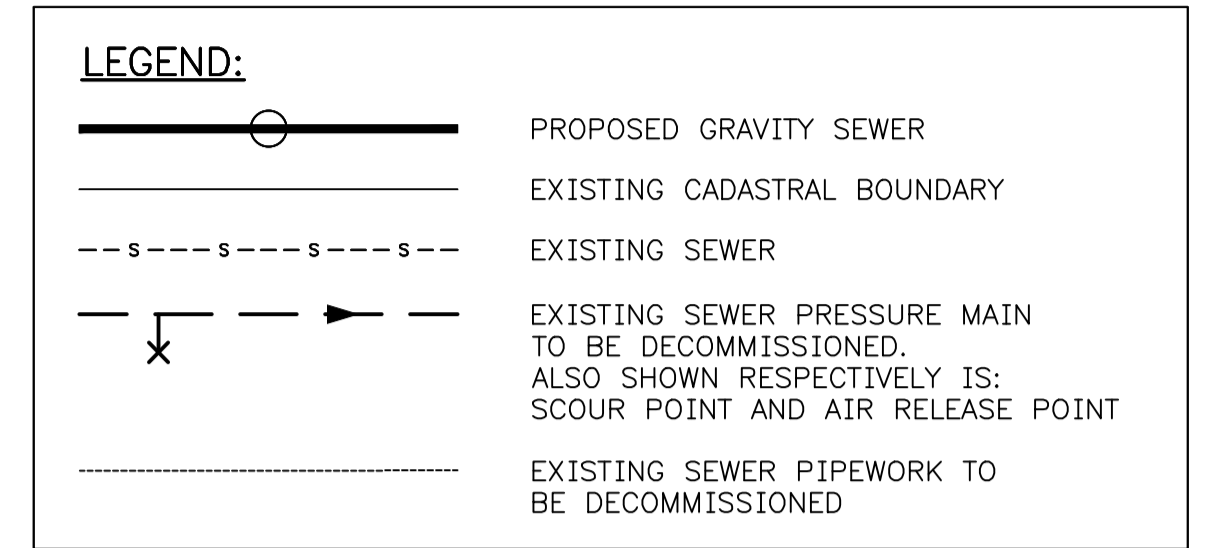 LEGEND:
PROPOSED GRAVITY SEWER
EXISTING CADASTRAL BOUNDARY
S S S S
EXISTING SEWER
EXISTING SEWER PRESSURE MAIN
TO BE DECOMMISSIONED.
ALSO SHOWN RESPECTIVELY IS:
SCOUR POINT AND AIR RELEASE POINT
EXISTING SEWER PIPEWORK TO
BE DECOMMISSIONED